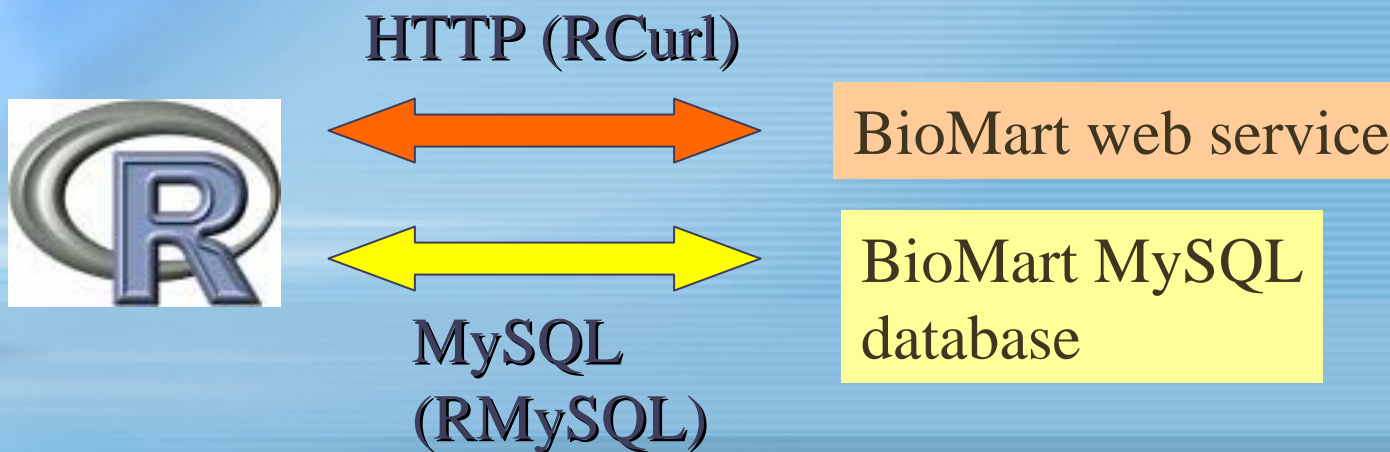 HTTP (RCurl)
R
BioMart web service
BioMart MySQL
database
MySQL
(RMySQL)